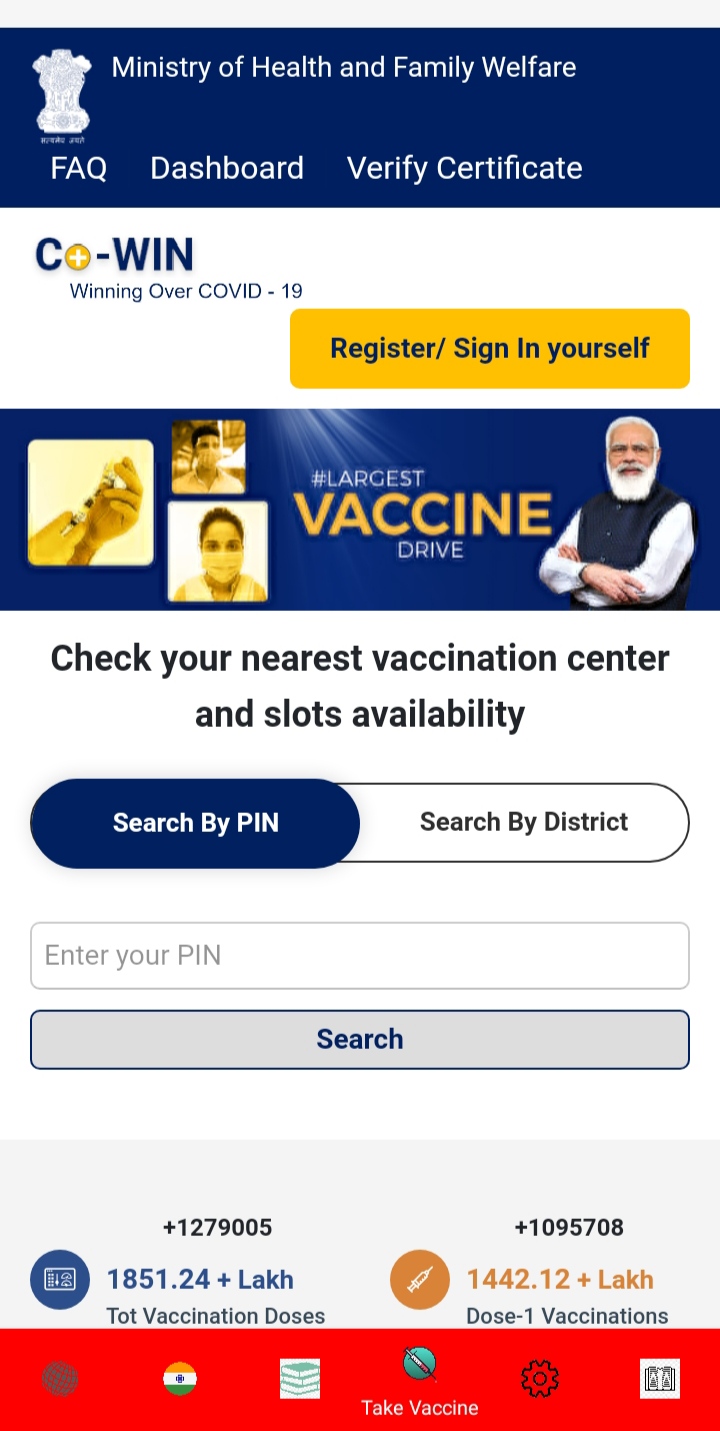 Ministry of Health and Family Welfare
सत्यमेव जयते
FAQ Dashboard Verify Certificate
CO-WIN
Winning Over COVID - 19
Register/ Sign In yourself
#LARGEST
VACCINE
DRIVE
Check your nearest vaccination center
and slots availability
Search By PIN Search By District
Enter your PIN
Search
+1279005 +1095708
1851.24 + Lakh 1442.12 + Lakh
Tot Vaccination Doses Dose-1 Vaccinations
Take Vaccine